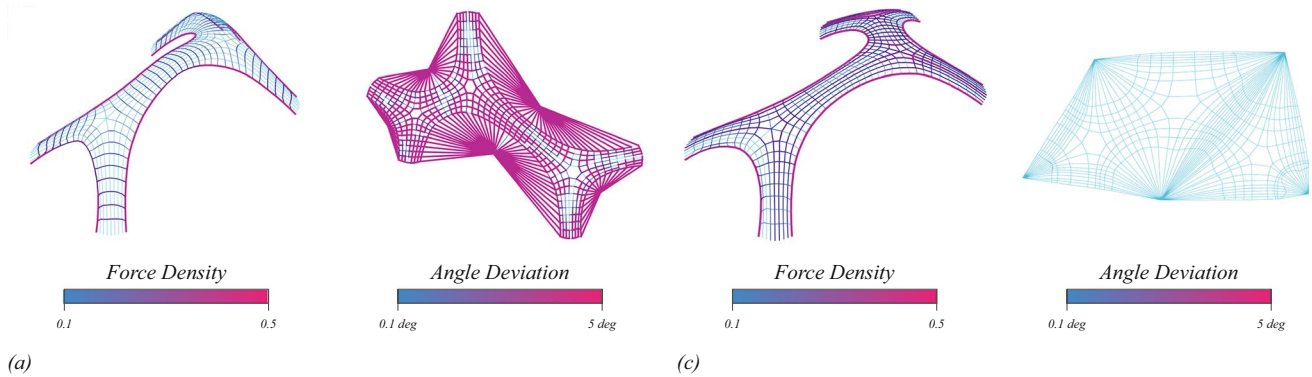 Force Density
Angle Deviation
Force Density
Angle Deviation
0.1
0.5
0.1 deg
5 deg
0.1
0.5
0.1 deg
5 deg
(a)
(c)